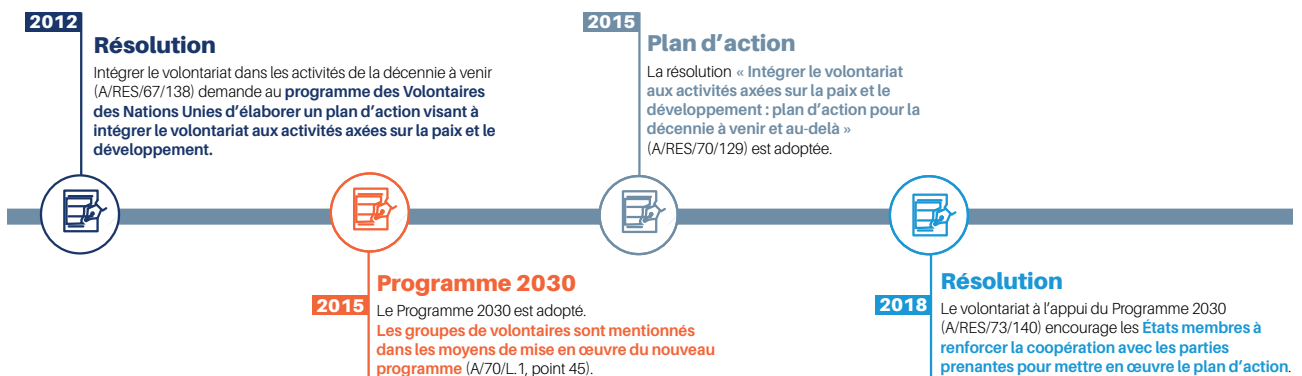 2012
Résolution
Intégrer le volontariat dans les activités de la décennie à venir
(A/RES/67/138) demande au programme des Volontaires
des Nations Unies d’élaborer un plan d’action visant à
intégrer le volontariat aux activités axées sur la paix et le
développement.
2015
Programme 2030
Le Programme 2030 est adopté.
Les groupes de volontaires sont mentionnés
dans les moyens de mise en œuvre du nouveau
programme (A/70/L.1, point 45).
2015
Plan d’action
La résolution « Intégrer le volontariat
aux activités axées sur la paix et le
développement : plan d’action pour la
décennie à venir et au-delà »
(A/RES/70/129) est adoptée.
2018
Résolution
Le volontariat à l’appui du Programme 2030
(A/RES/73/140) encourage les États membres à
renforcer la coopération avec les parties
prenantes pour mettre en œuvre le plan d’action.